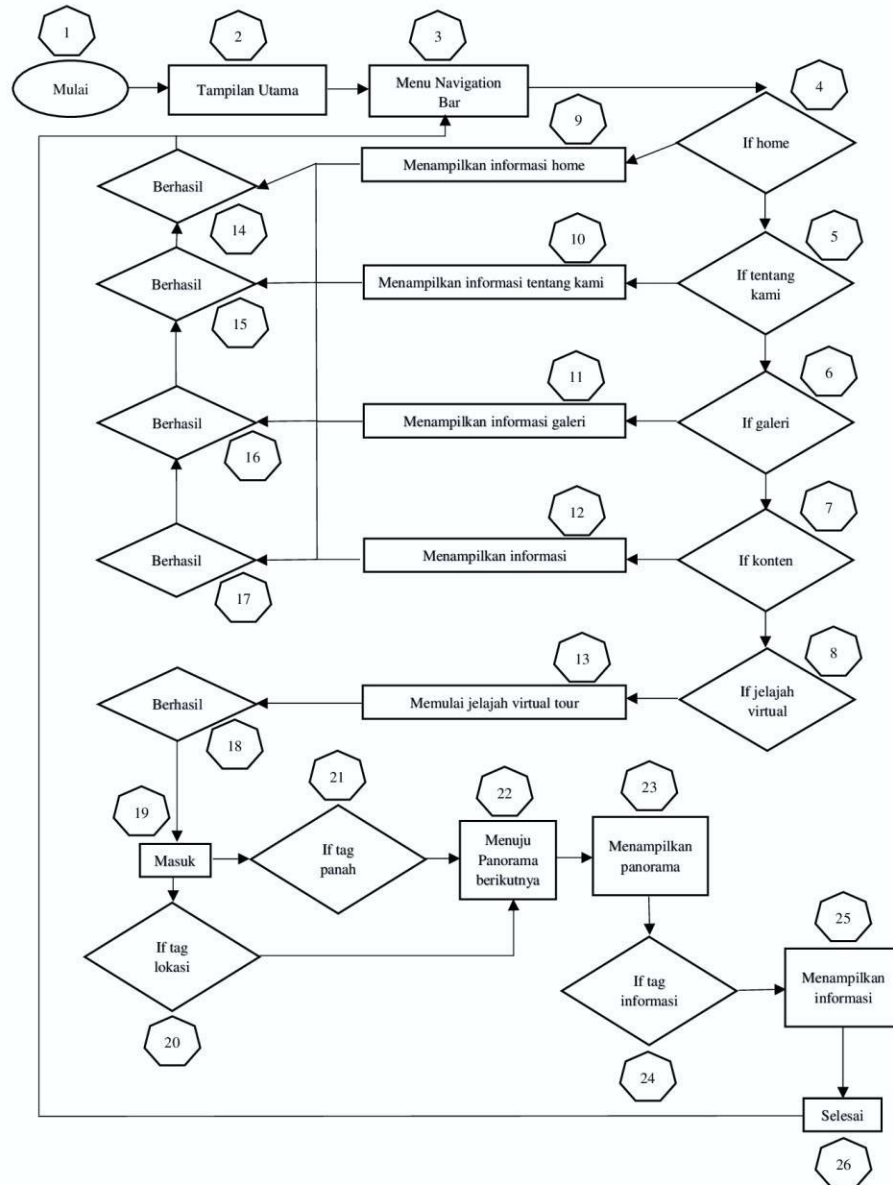 1
2
3
4
Mulai
Tampilan Utama
Menu Navigation
Bar
If home
9
Menampilkan informasi home
Berhasil
14
5
10
If tentang
kami
Menampilkan informasi tentang kami
Berhasil
15
6
11
If galeri
Menampilkan informasi galeri
Berhasil
16
7
12
If konten
Menampilkan informasi
Berhasil
17
8
13
If jelajah
virtual
Memulai jelajah virtual tour
Berhasil
18
19
21
22
23
Masuk
If tag
panah
Menuju
Panorama
berikutnya
Menampilkan
panorama
If tag
lokasi
20
If tag
informasi
24
25
Menampilkan
informasi
Selesai
26